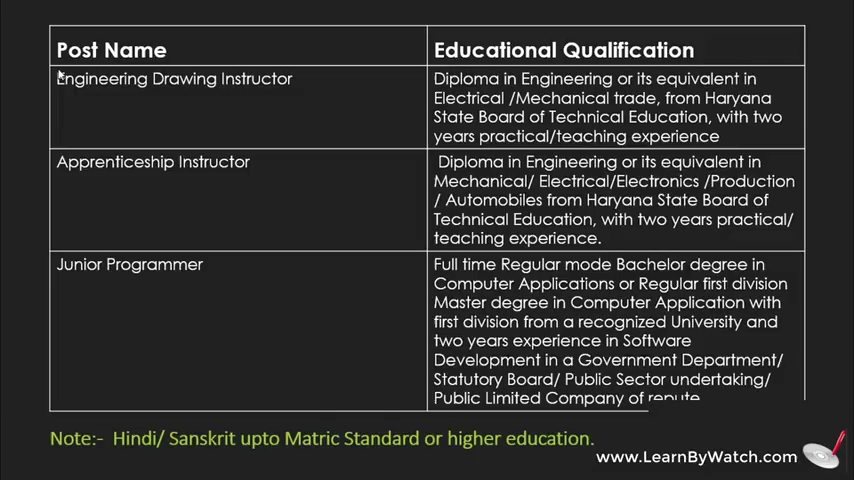 Post Name
Educational Qualification
Engineering Drawing Instructor
Diploma in Engineering or its equivalent in
Electrical /Mechanical trade, from Haryana
State Board of Technical Education, with two
years practical/teaching experience
Apprenticeship Instructor
Diploma in Engineering or its equivalent in
Mechanical/ Electrical/Electronics /Production
/ Automobiles from Haryana State Board of
Technical Education, with two years practical/
teaching experience.
Junior Programmer
Full time Regular mode Bachelor degree in
Computer Applications or Regular first division
Master degree in Computer Application with
first division from a recognized University and
two years experience in Software
Development in a Government Department/
Statutory Board/ Public Sector undertaking/
Public Limited Company of repute
Note:- Hindi/ Sanskrit upto Matric Standard or higher education.
www.LearnByWatch.com